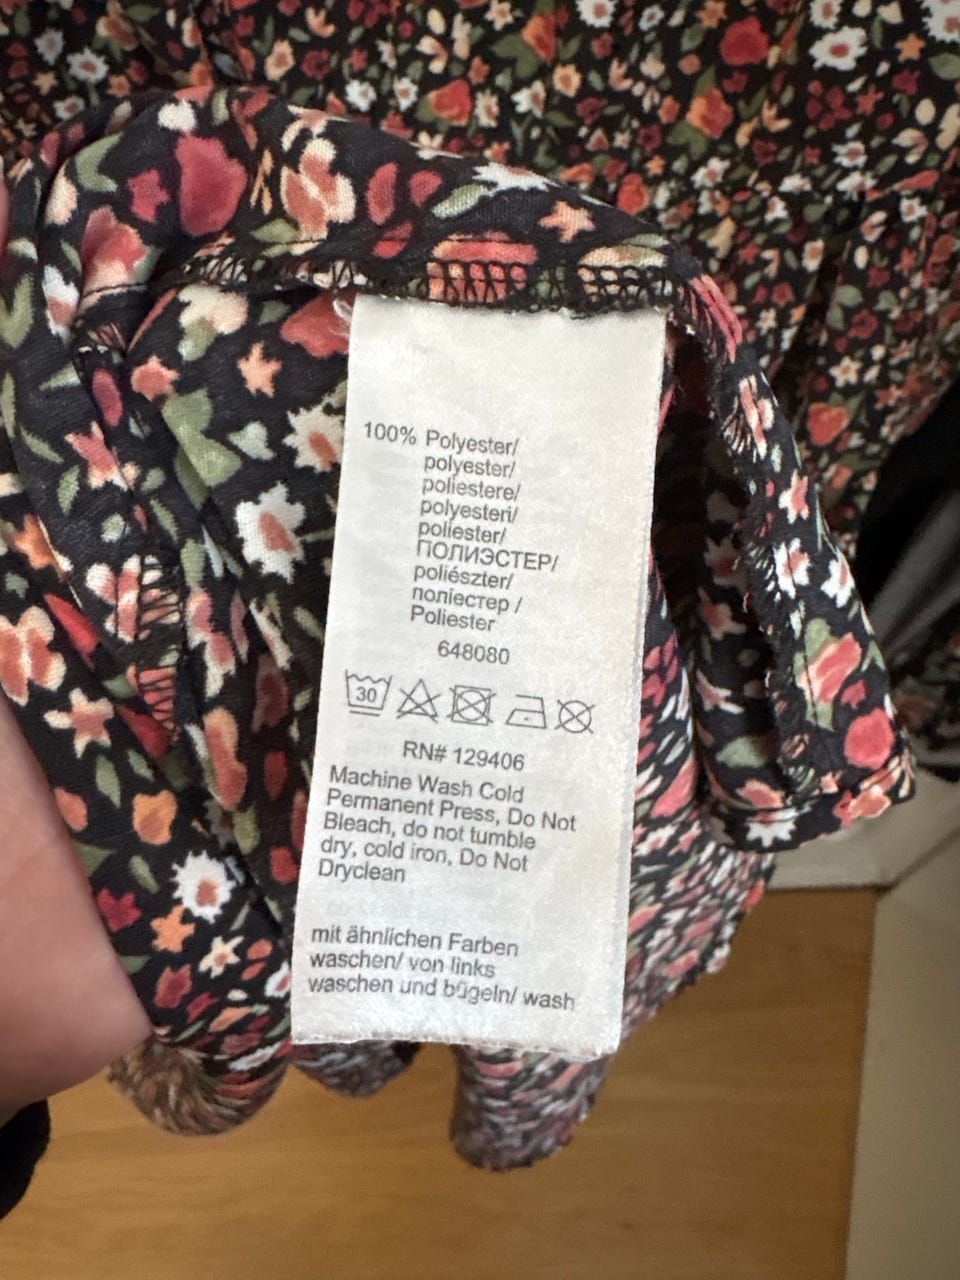 100% Polyester/
polyester/
poliestere/
polyesteri/
poliester/
ПОЛИЭСТЕР/
poliészter/
поліестер /
Poliester
648080
30
RN# 129406
Machine Wash Cold
Permanent Press, Do Not
Bleach, do not tumble
dry, cold iron, Do Not
Dryclean
mit ähnlichen Farben
waschen/ von links
waschen und bügeln/ wash